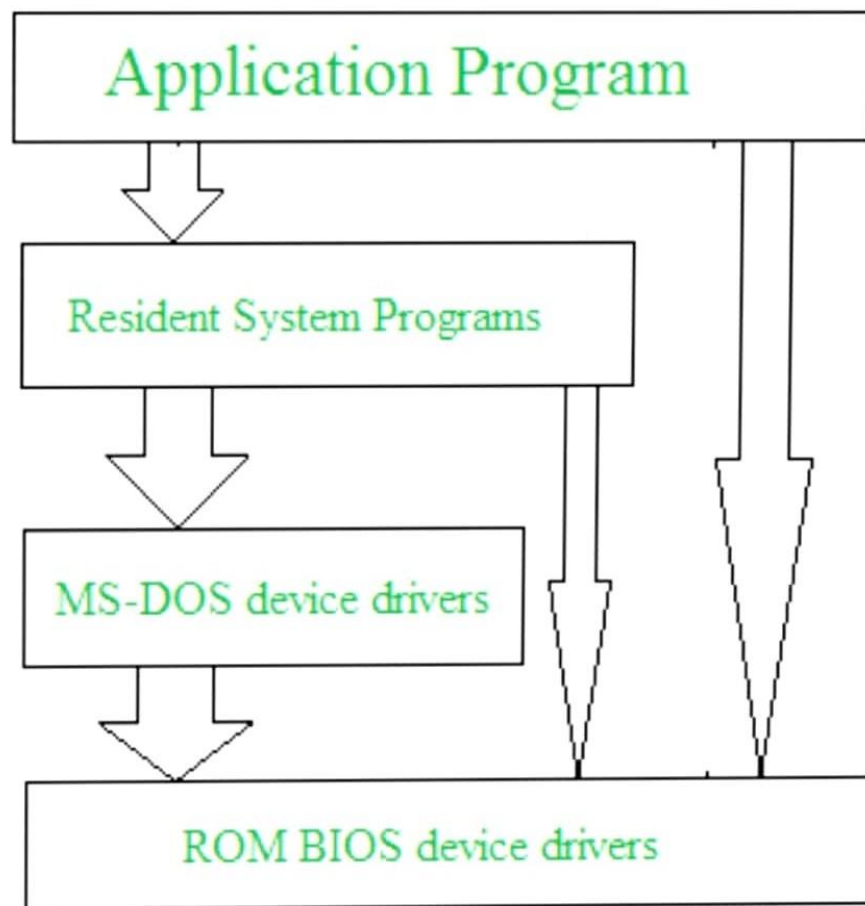 Application Program
Resident System Programs
MS-DOS device drivers
ROM BIOS device drivers